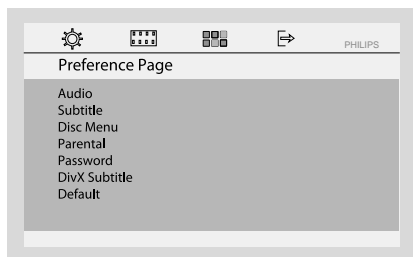 PHILIPS
Preference Page
Audio
Subtitle
Disc Menu
Parental
Password
DivX Subtitle
Default